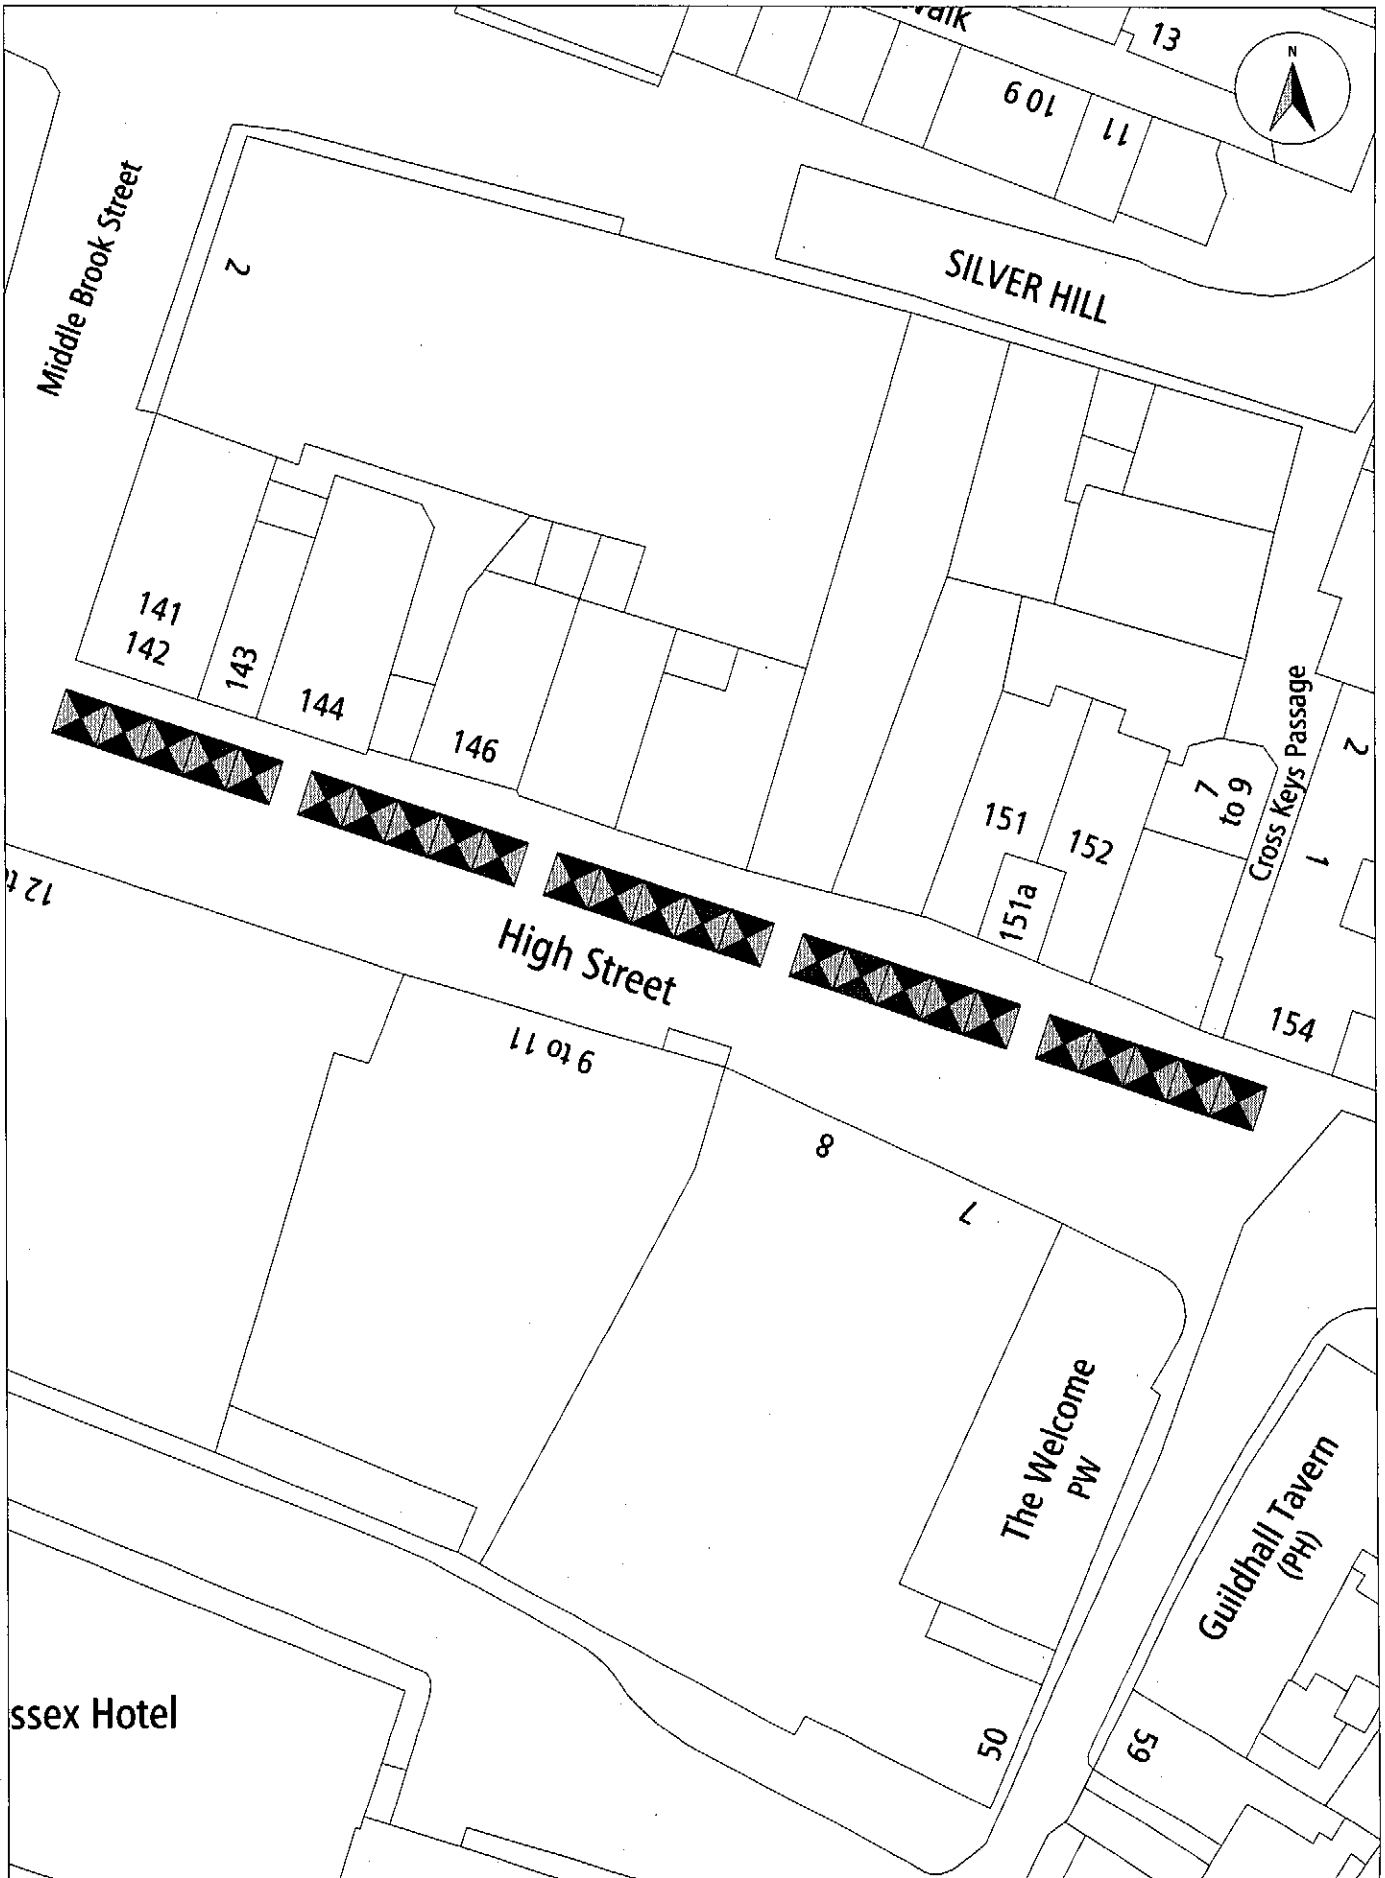 13
N
10 9
11
Middle Brook Street
2
SILVER HILL
141
142
143
144
146
151
151a
152
7
to 9
Cross Keys Passage
2
1
154
High Street
9 to 11
8
7
The Welcome
PW
Guildhall Tavern
(PH)
50
59
ssex Hotel